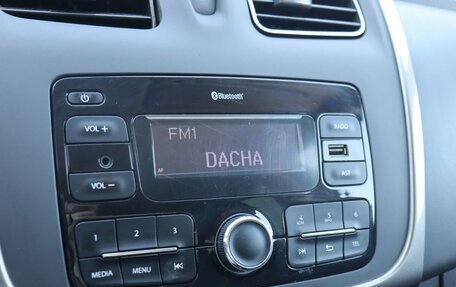 Bluetooth
VOL +
FM1
RADIO
DACHA
AF
VOL −
AST
1 2 3
4 5 6
MEDIA MENU
TEL